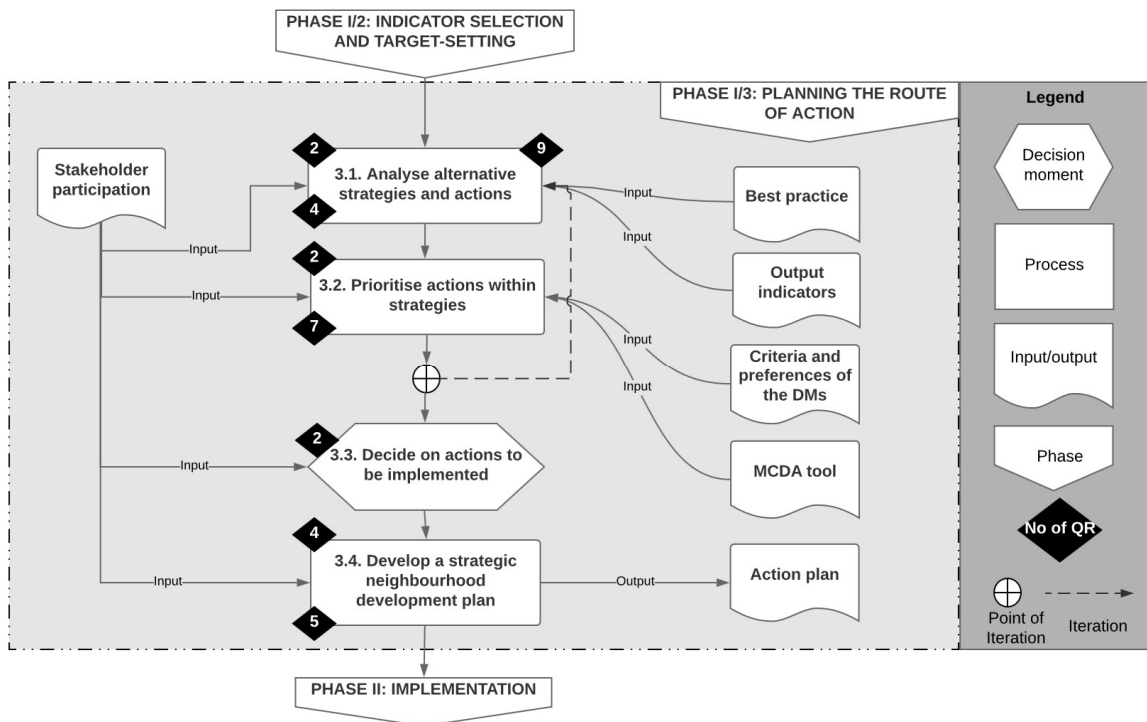 PHASE I/2: INDICATOR SELECTION
AND TARGET-SETTING
PHASE I/3: PLANNING THE ROUTE
OF ACTION
Stakeholder
participation
2
9
3.1. Analyse alternative
strategies and actions
4
Input
Input
Best practice
Input
Output
indicators
2
3.2. Prioritise actions within
strategies
7
Input
Input
Criteria and
preferences of
the DMs
Input
MCDA tool
2
3.3. Decide on actions to
be implemented
Input
4
3.4. Develop a strategic
neighbourhood
development plan
5
Input
Output
Action plan
PHASE II: IMPLEMENTATION
Legend
Decision
moment
Process
Input/output
Phase
No of QR
Point of
Iteration
Iteration